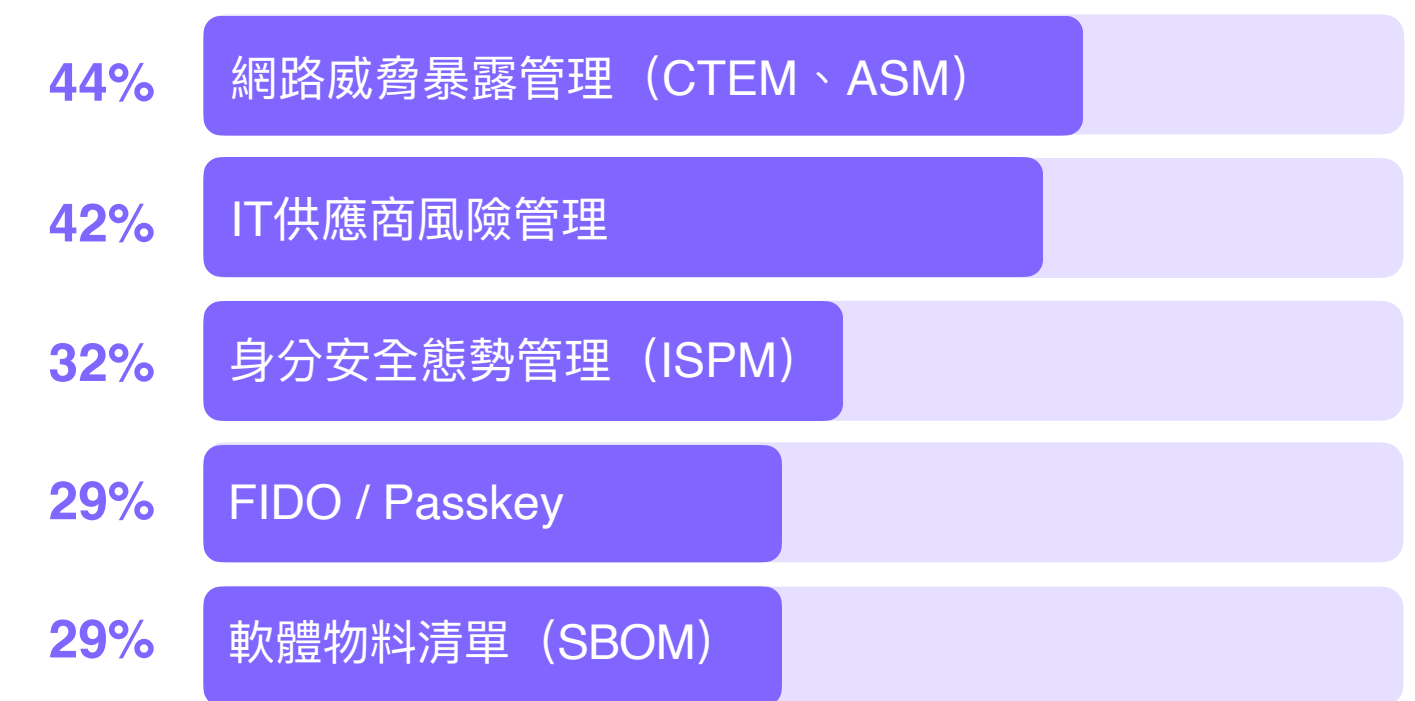 44% 網路威脅暴露管理（CTEM、ASM）
42% IT供應商風險管理
32% 身分安全態勢管理（ISPM）
29% FIDO / Passkey
29% 軟體物料清單（SBOM）